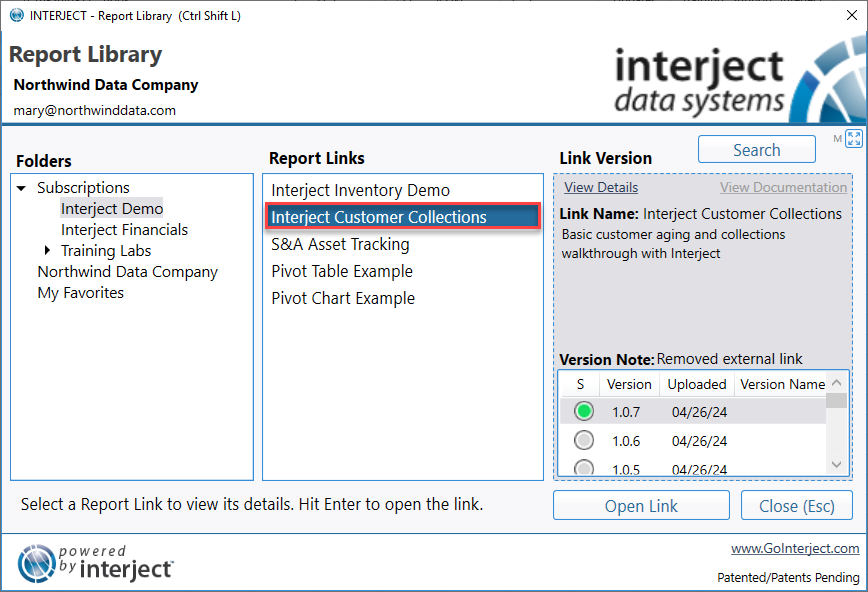 INTERJECT - Report Library (Ctrl Shift L)
Report Library
Northwind Data Company
mary@northwinddata.com
interject
data systems
M
Folders
Subscriptions
Interject Demo
Interject Financials
Training Labs
Northwind Data Company
My Favorites
Report Links
Interject Inventory Demo
Interject Customer Collections
S&A Asset Tracking
Pivot Table Example
Pivot Chart Example
Link Version
Search
View Details View Documentation
Link Name: Interject Customer Collections
Basic customer aging and collections
walkthrough with Interject
Version Note: Removed external link
S Version Uploaded Version Name
1.0.7 04/26/24
1.0.6 04/26/24
1.0.5 04/26/24
Select a Report Link to view its details. Hit Enter to open the link.
Open Link Close (Esc)
powered
by interject
www.GoInterject.com
Patented/Patents Pending